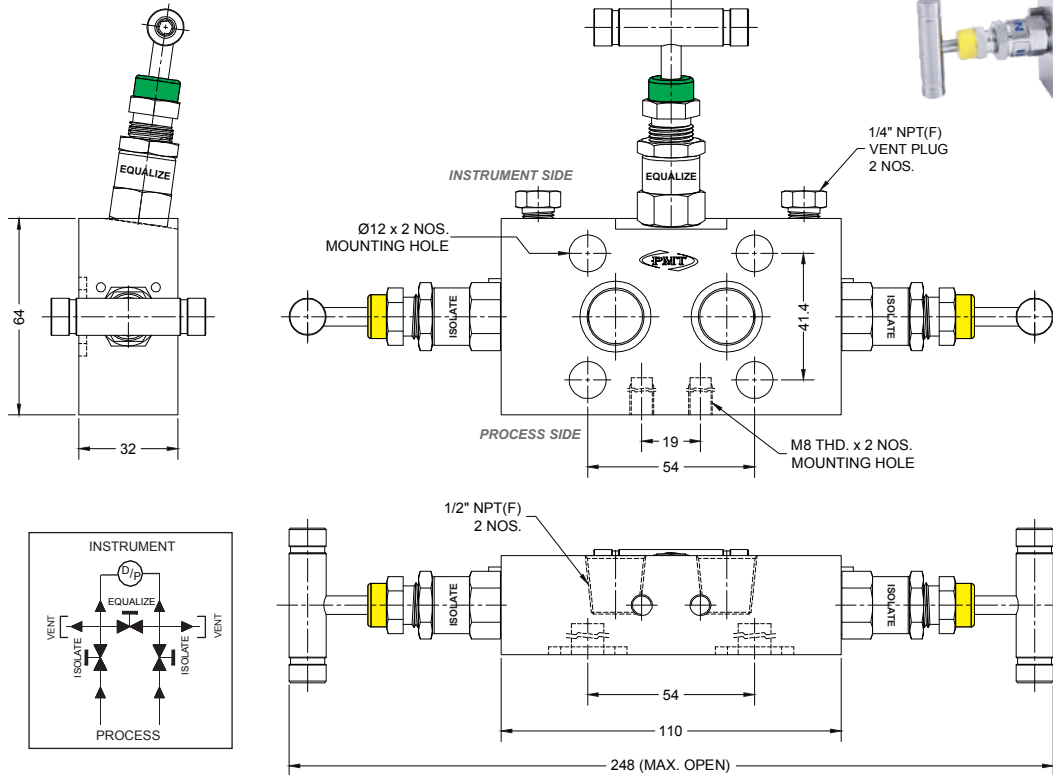 EQUALIZE
64
32
INSTRUMENT SIDE
EQUALIZE
1/4" NPT(F)
VENT PLUG
2 NOS.
Ø12 x 2 NOS.
MOUNTING HOLE
PMT
ISOLATE
ISOLATE
41.4
PROCESS SIDE
19
54
M8 THD. x 2 NOS.
MOUNTING HOLE
1/2" NPT(F)
2 NOS.
ISOLATE
ISOLATE
54
110
248 (MAX. OPEN)
INSTRUMENT
D/P
EQUALIZE
VENT
VENT
ISOLATE
ISOLATE
PROCESS